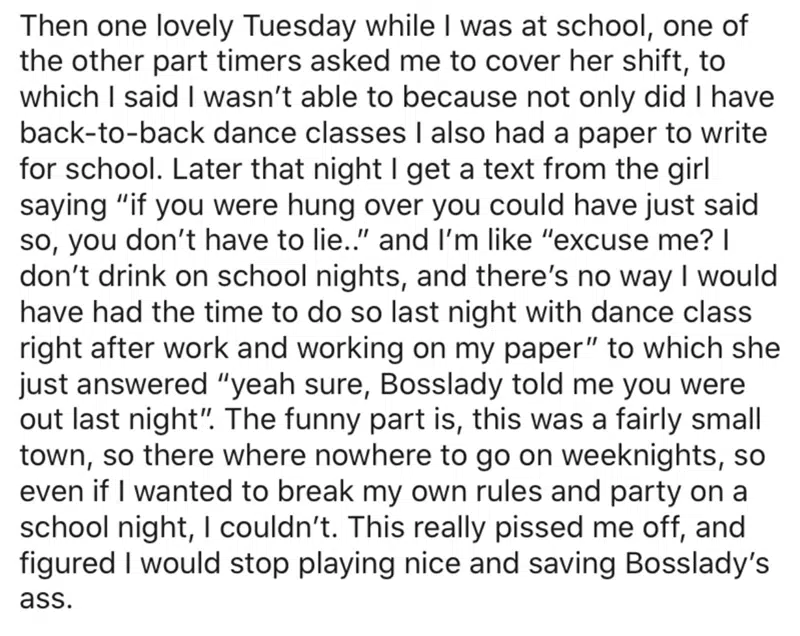 Then one lovely Tuesday while I was at school, one of
the other part timers asked me to cover her shift, to
which I said I wasn’t able to because not only did I have
back-to-back dance classes I also had a paper to write
for school. Later that night I get a text from the girl
saying “if you were hung over you could have just said
so, you don’t have to lie..” and I’m like “excuse me? I
don’t drink on school nights, and there’s no way I would
have had the time to do so last night with dance class
right after work and working on my paper” to which she
just answered “yeah sure, Bosslady told me you were
out last night”. The funny part is, this was a fairly small
town, so there where nowhere to go on weeknights, so
even if I wanted to break my own rules and party on a
school night, I couldn’t. This really pissed me off, and
figured I would stop playing nice and saving Bosslady’s
ass.